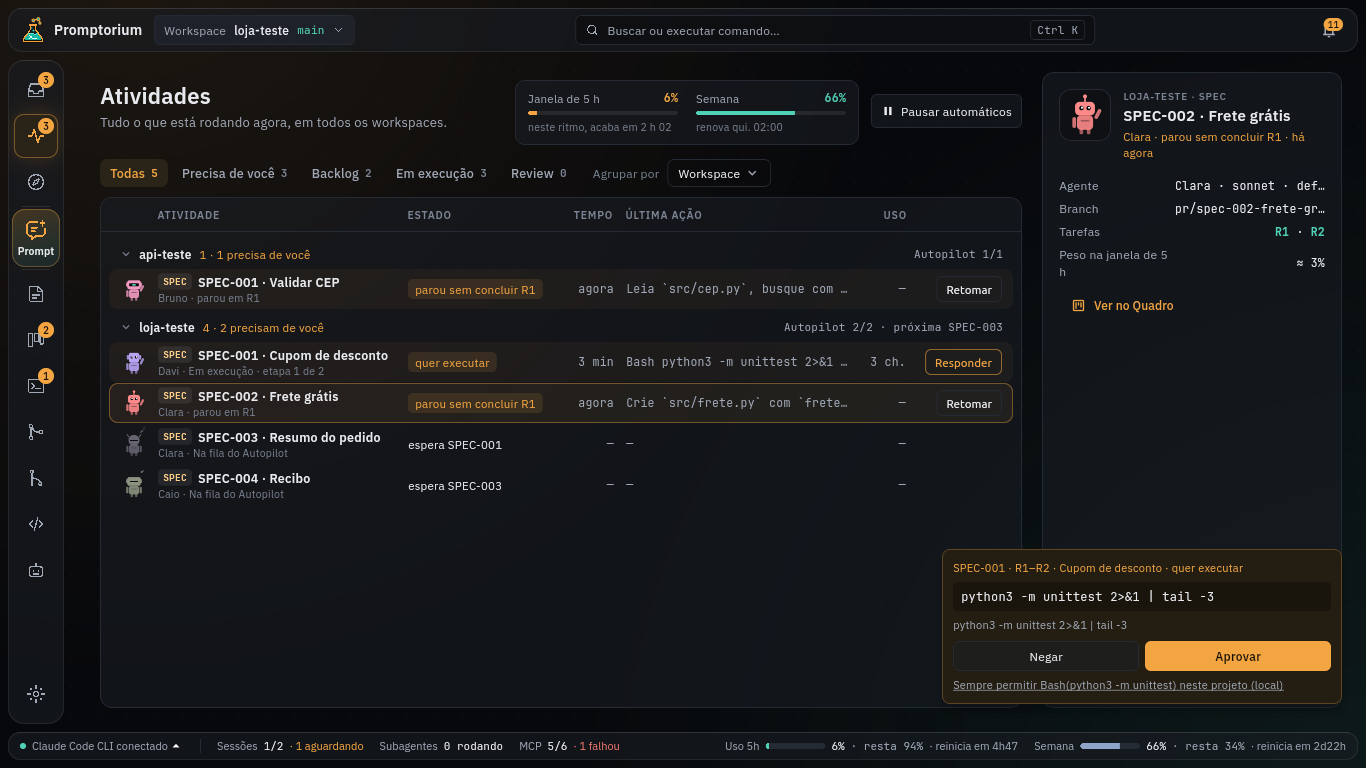 Promptorium
Workspace loja-teste main
Buscar ou executar comando…
Ctrl K
11
3
3
Prompt
2
1
Atividades
Tudo o que está rodando agora, em todos os workspaces.
Janela de 5 h 6%
neste ritmo, acaba em 2 h 02
Semana 66%
renova qui. 02:00
Pausar automáticos
Todas 5
Precisa de você 3
Backlog 2
Em execução 3
Review 0
Agrupar por
Workspace
ATIVIDADE ESTADO TEMPO ÚLTIMA AÇÃO USO
api-teste 1 · 1 precisa de você Autopilot 1/1
SPEC SPEC-001 · Validar CEP
Bruno · parou em R1
parou sem concluir R1 agora Leia `src/cep.py`, busque com … — Retomar
loja-teste 4 · 2 precisam de você Autopilot 2/2 · próxima SPEC-003
SPEC SPEC-001 · Cupom de desconto
Davi · Em execução · etapa 1 de 2
quer executar 3 min Bash python3 -m unittest 2>&1 … 3 ch. Responder
SPEC SPEC-002 · Frete grátis
Clara · parou em R1
parou sem concluir R1 agora Crie `src/frete.py` com `frete… — Retomar
SPEC SPEC-003 · Resumo do pedido
Clara · Na fila do Autopilot
espera SPEC-001 — — —
SPEC SPEC-004 · Recibo
Caio · Na fila do Autopilot
espera SPEC-003 — — —
LOJA-TESTE · SPEC
SPEC-002 · Frete grátis
Clara · parou sem concluir R1 · há
agora
Agente Clara · sonnet · def…
Branch pr/spec-002-frete-gr…
Tarefas R1 · R2
Peso na janela de 5
h
≈ 3%
Ver no Quadro
SPEC-001 · R1–R2 · Cupom de desconto · quer executar
python3 -m unittest 2>&1 | tail -3
python3 -m unittest 2>&1 | tail -3
Negar
Aprovar
Sempre permitir Bash(python3 -m unittest) neste projeto (local)
Claude Code CLI conectado
Sessões 1/2 · 1 aguardando
Subagentes 0 rodando
MCP 5/6 · 1 falhou
Uso 5h 6% · resta 94% · reinicia em 4h47
Semana 66% · resta 34% · reinicia em 2d22h